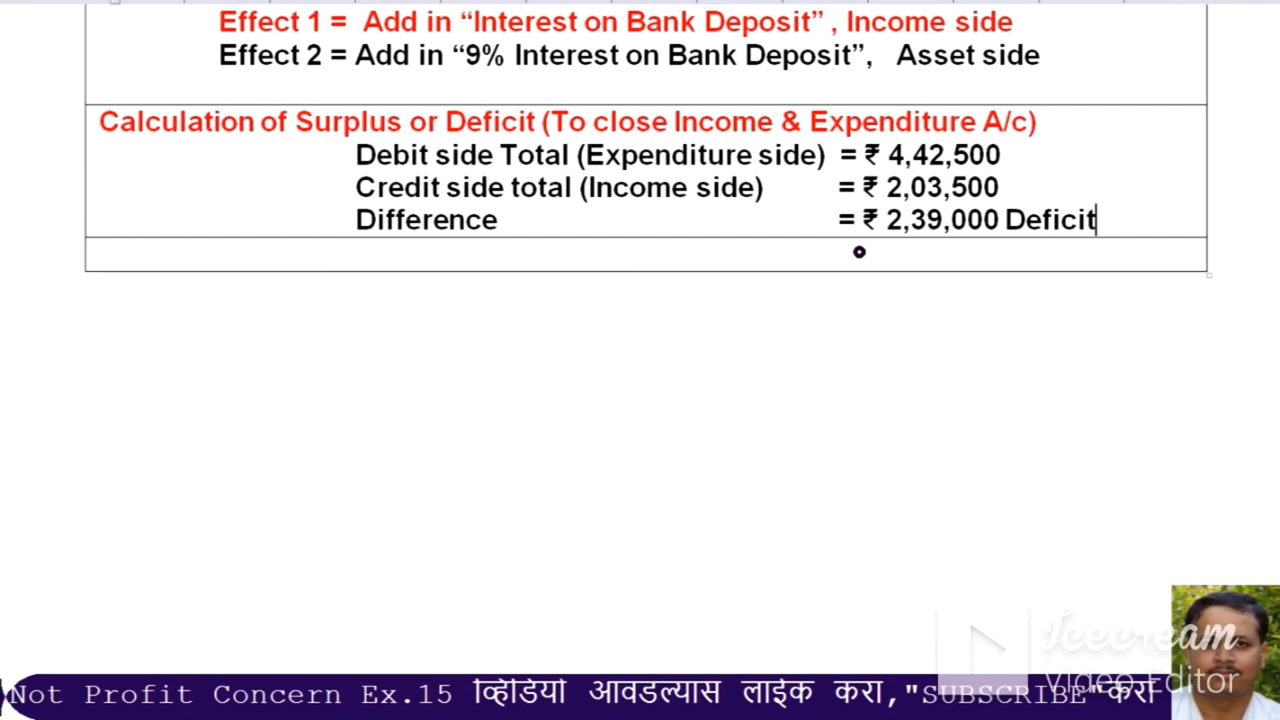 Effect 1 = Add in “Interest on Bank Deposit” , Income side
Effect 2 = Add in “9% Interest on Bank Deposit”, Asset side
Calculation of Surplus or Deficit (To close Income & Expenditure A/c)
Debit side Total (Expenditure side) = ₹ 4,42,500
Credit side total (Income side) = ₹ 2,03,500
Difference = ₹ 2,39,000 Deficit
Icecream
Video Editor
Not Profit Concern Ex.15 व्हिडियो आवडल्यास लाईक करा,"SUBSCRIBE"करा